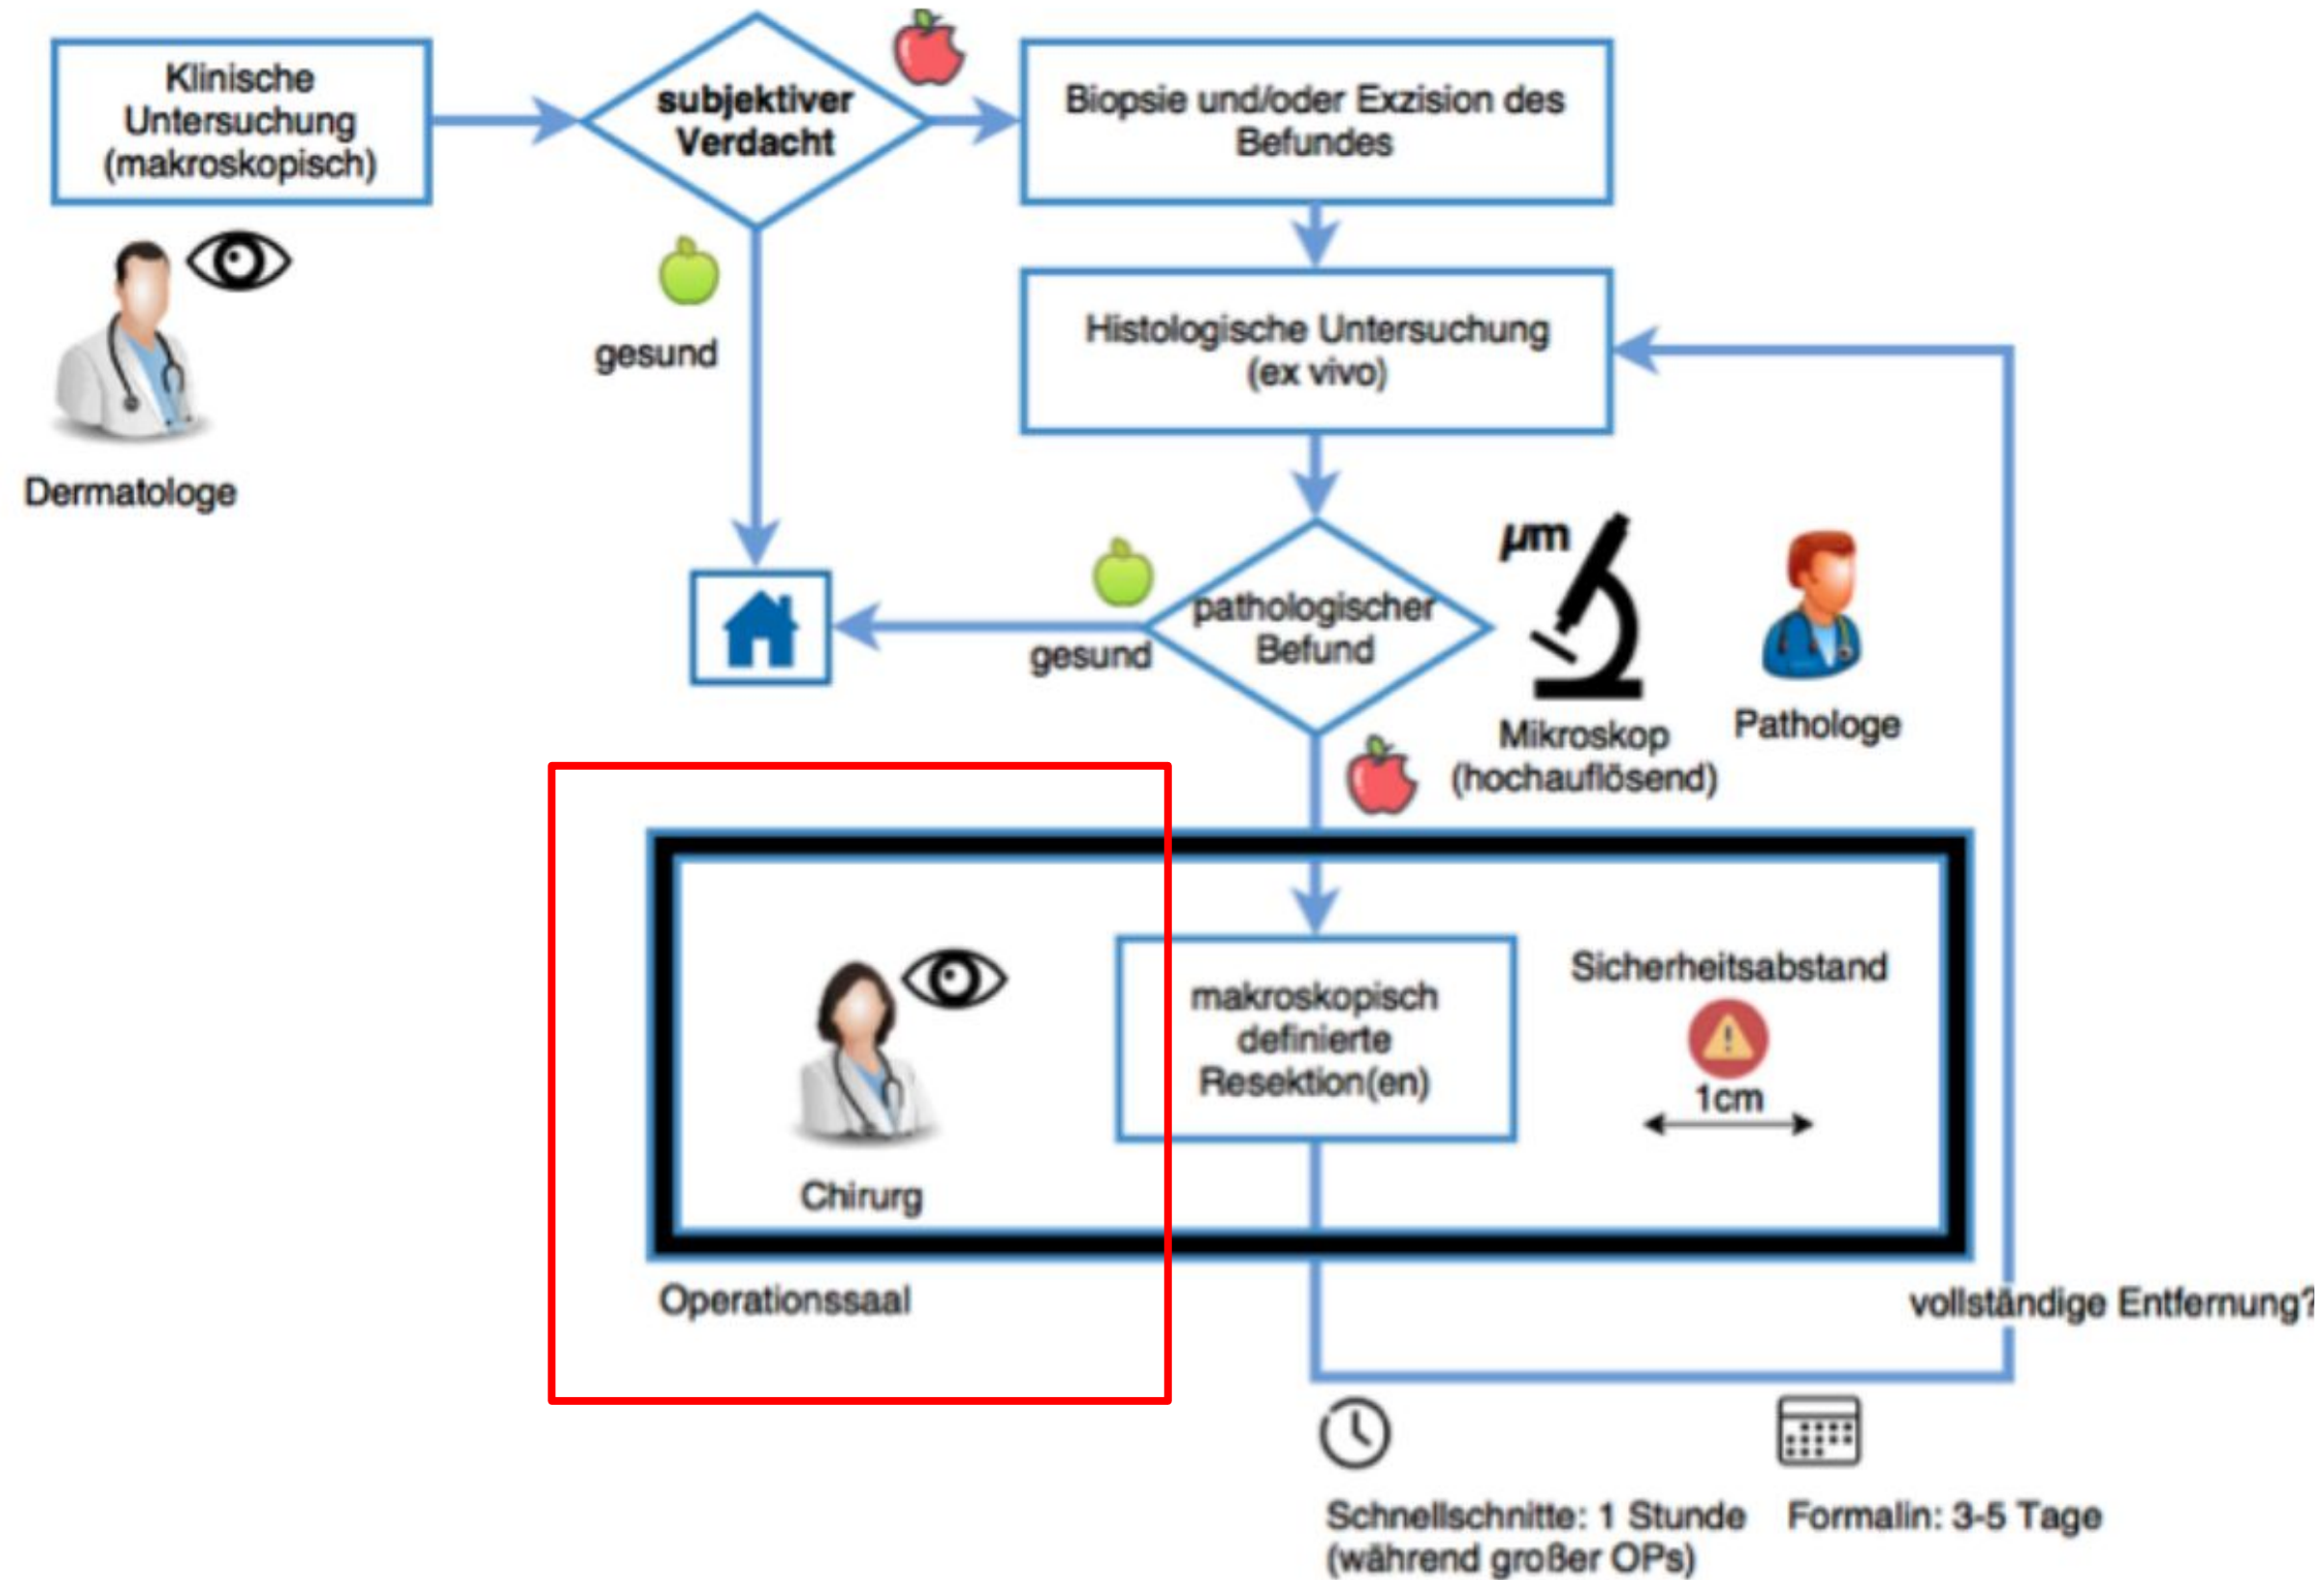 Klinische
Untersuchung
(makroskopisch)
subjektiver
Verdacht
Biopsie und/oder Exzision des
Befundes
Dermatologe
gesund
Histologische Untersuchung
(ex vivo)
gesund
pathologischer
Befund
µm
Mikroskop
(hochauflösend)
Pathologe
Chirurg
makroskopisch
definierte
Resektion(en)
Sicherheitsabstand
1cm
Operationssaal
vollständige Entfernung?
Schnellschnitte: 1 Stunde
(während großer OPs)
Formalin: 3-5 Tage